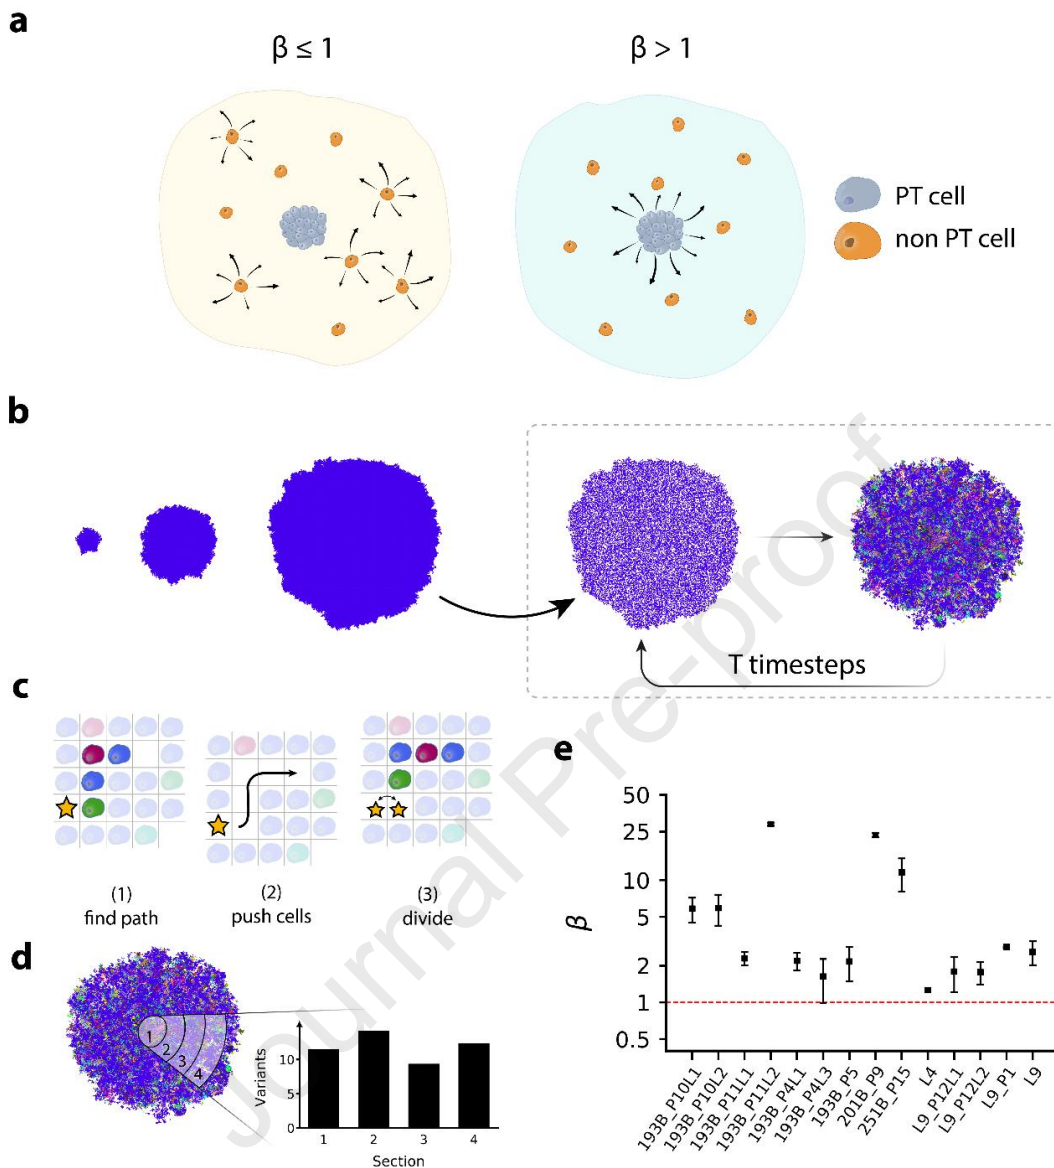 a
β ≤ 1
β > 1
PT cell
non PT cell
b
T timesteps
c
(1)
find path
(2)
push cells
(3)
divide
d
1
2
3
4
Variants
10
5
0
1 2 3 4
Section
e
β
50
25
10
5
2
1
0.5
193B_P10L1
193B_P10L2
193B_P11L1
193B_P11L2
193B_P4L1
193B_P4L3
193B_P5
201B_P9
251B_P15
L4
L9_P12L1
L9_P12L2
L9_P1
L9
Journal Pre-proof